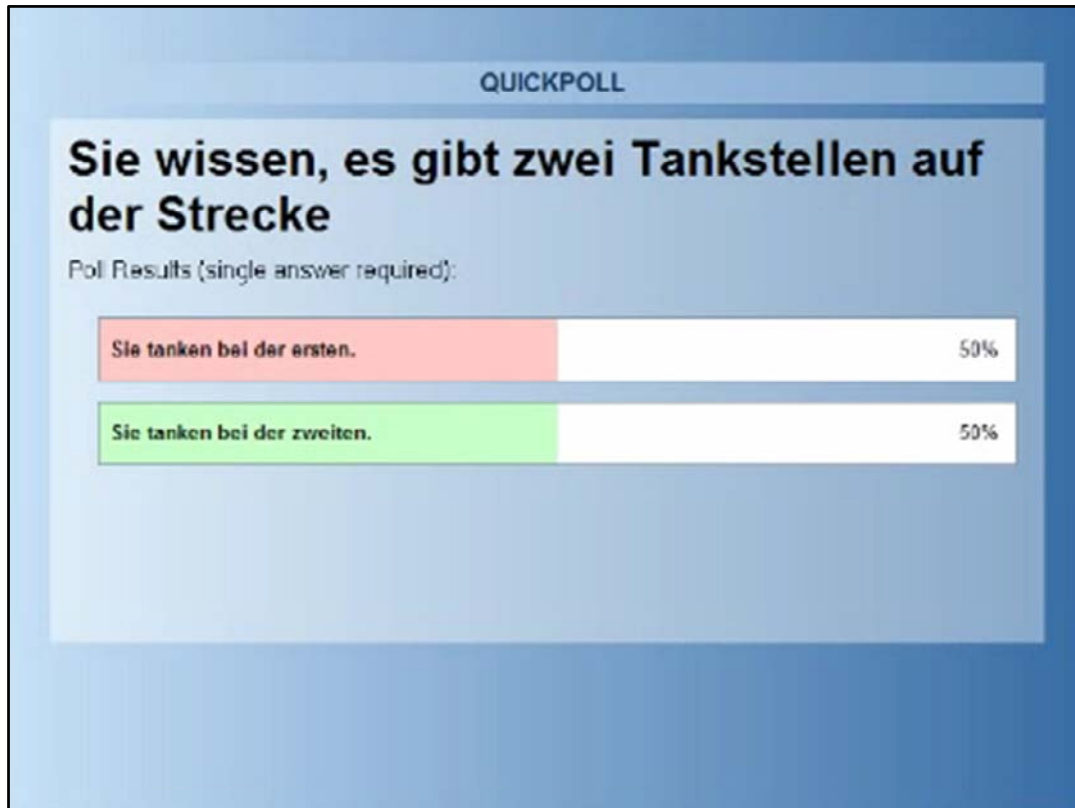 QUICKPOLL
Sie wissen, es gibt zwei Tankstellen auf
der Strecke
Poll Results (single answer required):
Sie tanken bei der ersten.
50%
Sie tanken bei der zweiten.
50%